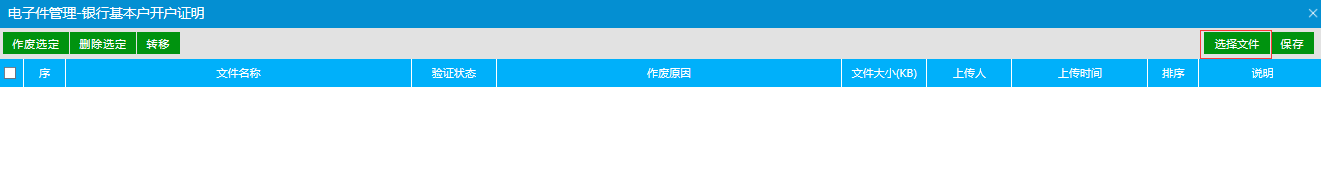 电子件管理-银行基本户开户证明
作废选定 删除选定 转移 选择文件 保存
序 文件名称 验证状态 作废原因 文件大小(KB) 上传人 上传时间 排序 说明